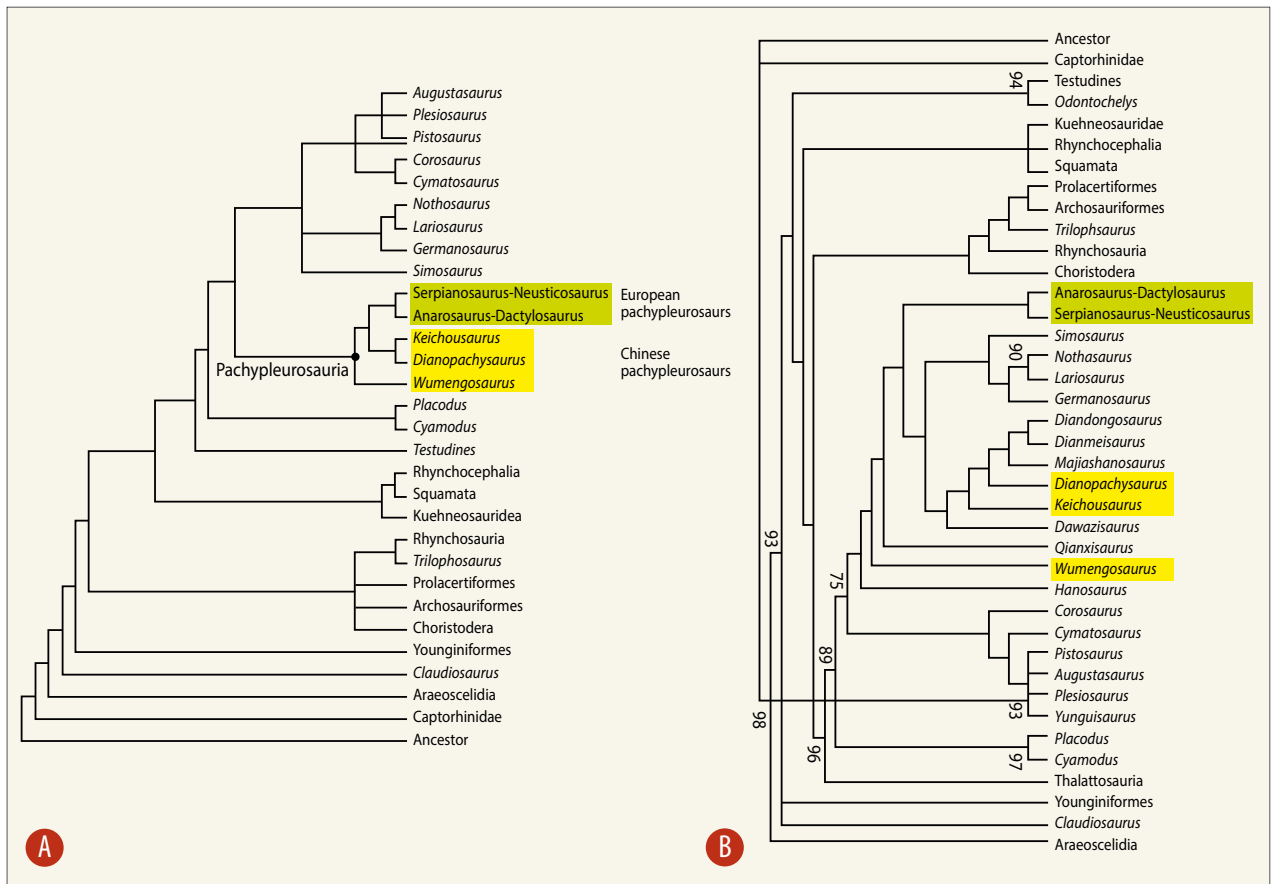 Augustasaurus
Plesiosaurus
Pistosaurus
Corosaurus
Cymatosaurus
Nothosaurus
Lariosaurus
Germanosaurus
Simosaurus
Serpianosaurus-Neusticosaurus
Anarosaurus-Dactylosaurus
European
pachypleurosaurs
Keichousaurus
Dianopachysaurus
Wumengosaurus
Chinese
pachypleurosaurs
Pachypleurosauria
Placodus
Cyamodus
Testudines
Rhynchocephalia
Squamata
Kuehneosauridea
Rhynchosauria
Trilophosaurus
Prolacertiformes
Archosauriformes
Choristodera
Younginiformes
Claudiosaurus
Araeoscelidia
Captorhinidae
Ancestor
A
Ancestor
Captorhinidae
94
Testudines
Odontochelys
Kuehneosauridae
Rhynchocephalia
Squamata
Prolacertiformes
Archosauriformes
Trilophsaurus
Rhynchosauria
Choristodera
Anarosaurus-Dactylosaurus
Serpianosaurus-Neusticosaurus
Simosaurus
90
Nothasaurus
Lariosaurus
Germanosaurus
Diandongosaurus
Dianmeisaurus
Majiashanosaurus
Dianopachysaurus
Keichousaurus
Dawazisaurus
93
Qianxisaurus
Wumengosaurus
75
Hanosaurus
Corosaurus
Cymatosaurus
89
Pistosaurus
Augustasaurus
Plesiosaurus
93
Yunguisaurus
98
96
Placodus
97
Cyamodus
Thalattosauria
Younginiformes
Claudiosaurus
Araeoscelidia
B